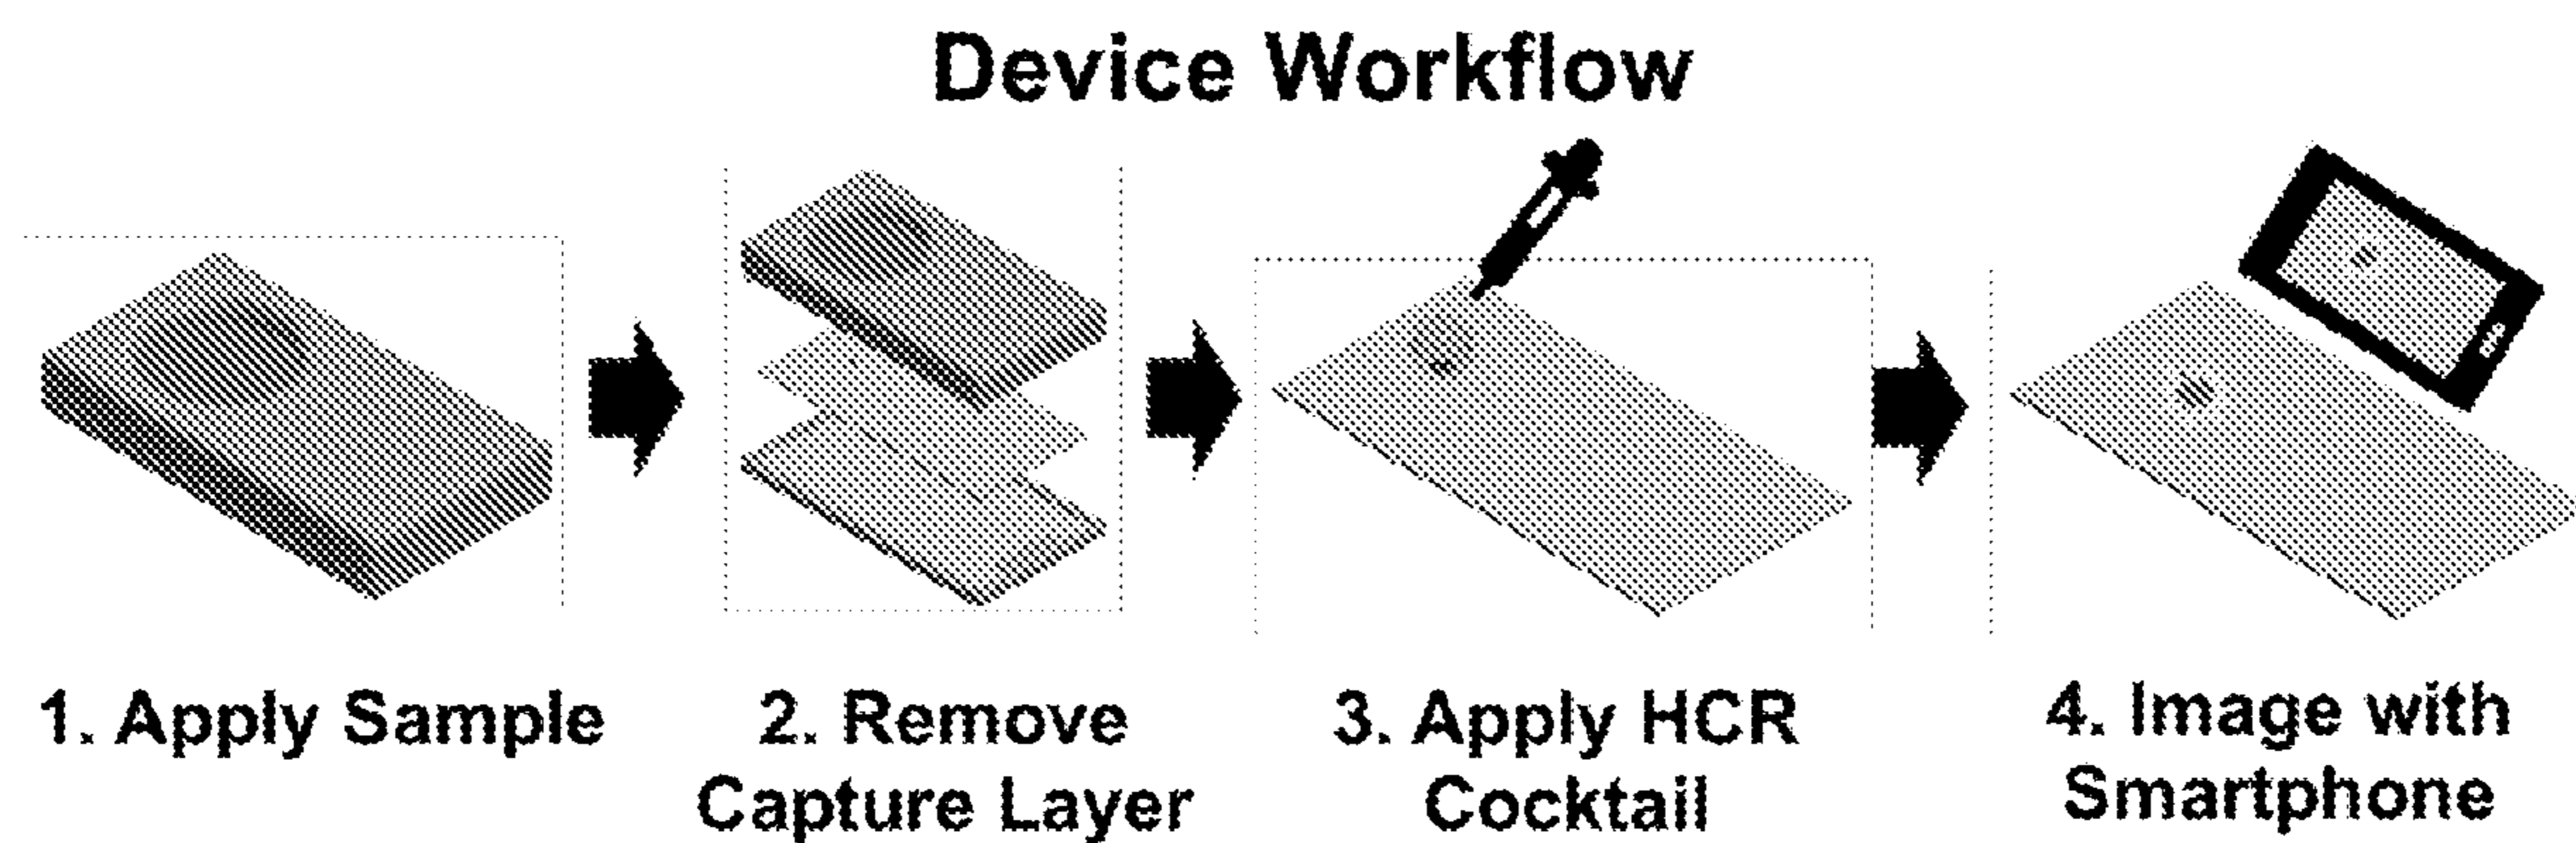 Device Workflow
1. Apply Sample
2. Remove
Capture Layer
3. Apply HCR
Cocktail
4. Image with
Smartphone